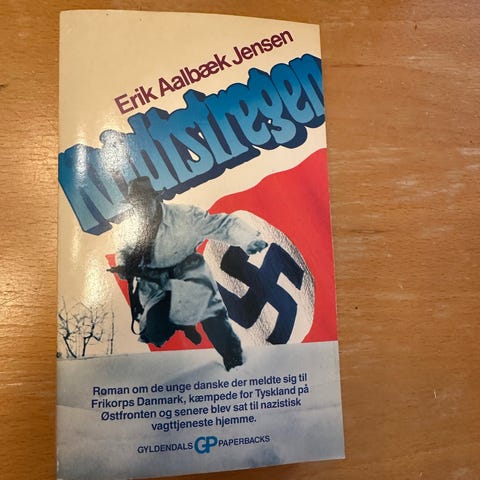 Erik Aalbæk Jensen
Kridtstregen
Roman om de unge danske der meldte sig til
Frikorps Danmark, kæmpede for Tyskland på
Østfronten og senere blev sat til nazistisk
vagttjeneste hjemme.
GYLDENDALS GP PAPERBACKS